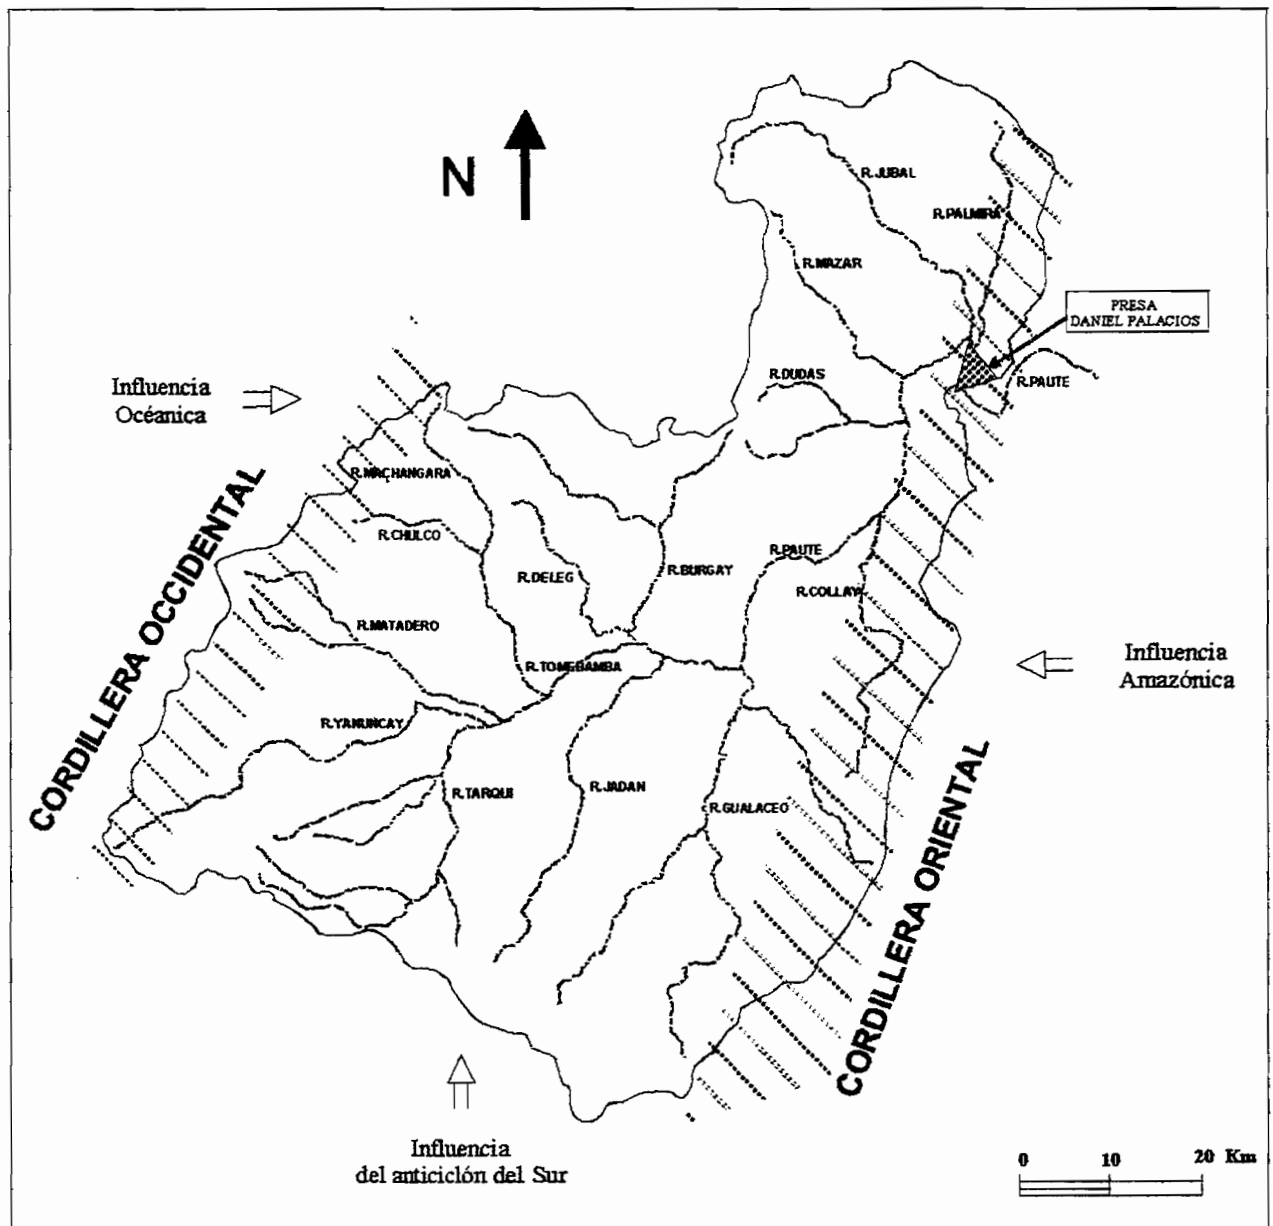 N
R.JUBAL
R.PALMIRA
R.MAZAR
PRESA
DANIEL PALACIOS
R.DUDAS
R.PAUTE
Influencia
Océanica
R.MACHANGARA
R.CHULCO
R.DELEG
R.BURGAY
R.PAUTE
R.COLLAY
R.MATADERO
R.TOMEBAMBA
Influencia
Amazónica
CORDILLERA OCCIDENTAL
R.YANUNCAY
R.TARQUI
R.JADAN
R.GUALACEO
CORDILLERA ORIENTAL
Influencia
del anticiclón del Sur
0 10 20 Km